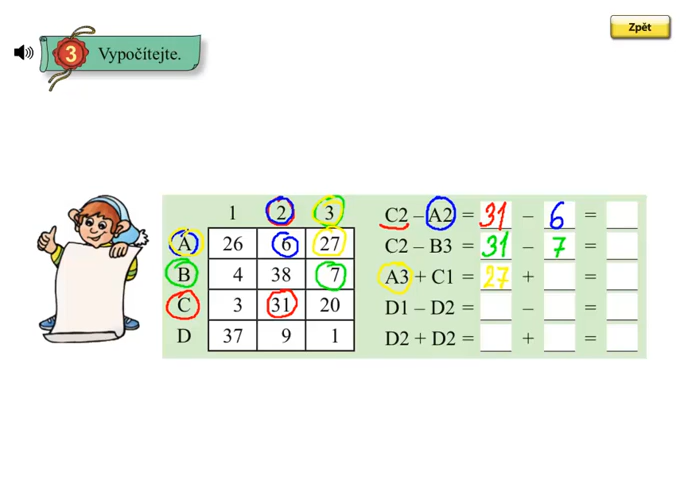 Zpět
3 Vypočítejte.
1 2 3
A 26 6 27
B 4 38 7
C 3 31 20
D 37 9 1
C2 – A2 = 31 – 6 =
C2 – B3 = 31 – 7 =
A3 + C1 = 27 + =
D1 – D2 = – =
D2 + D2 = + =